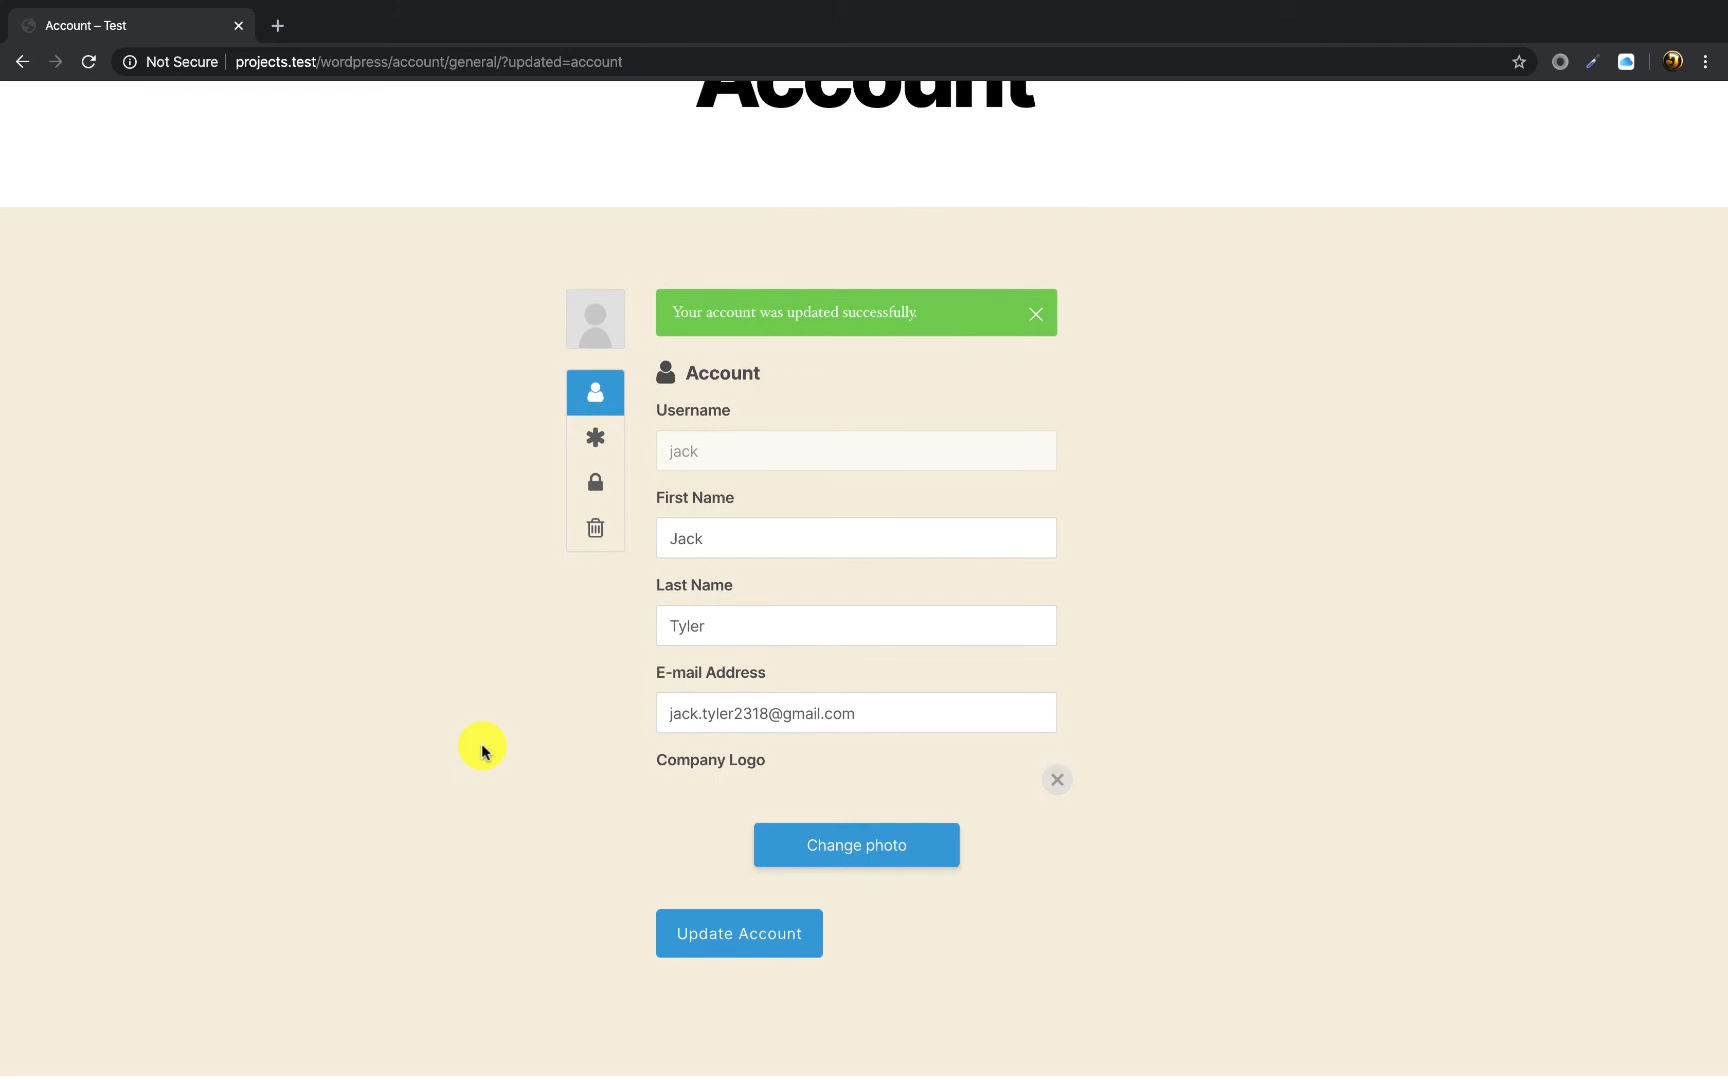 Account – Test
Not Secure
projects.test/wordpress/account/general/?updated=account
Account
Your account was updated successfully.
Account
Username
jack
First Name
Jack
Last Name
Tyler
E-mail Address
jack.tyler2318@gmail.com
Company Logo
Change photo
Update Account